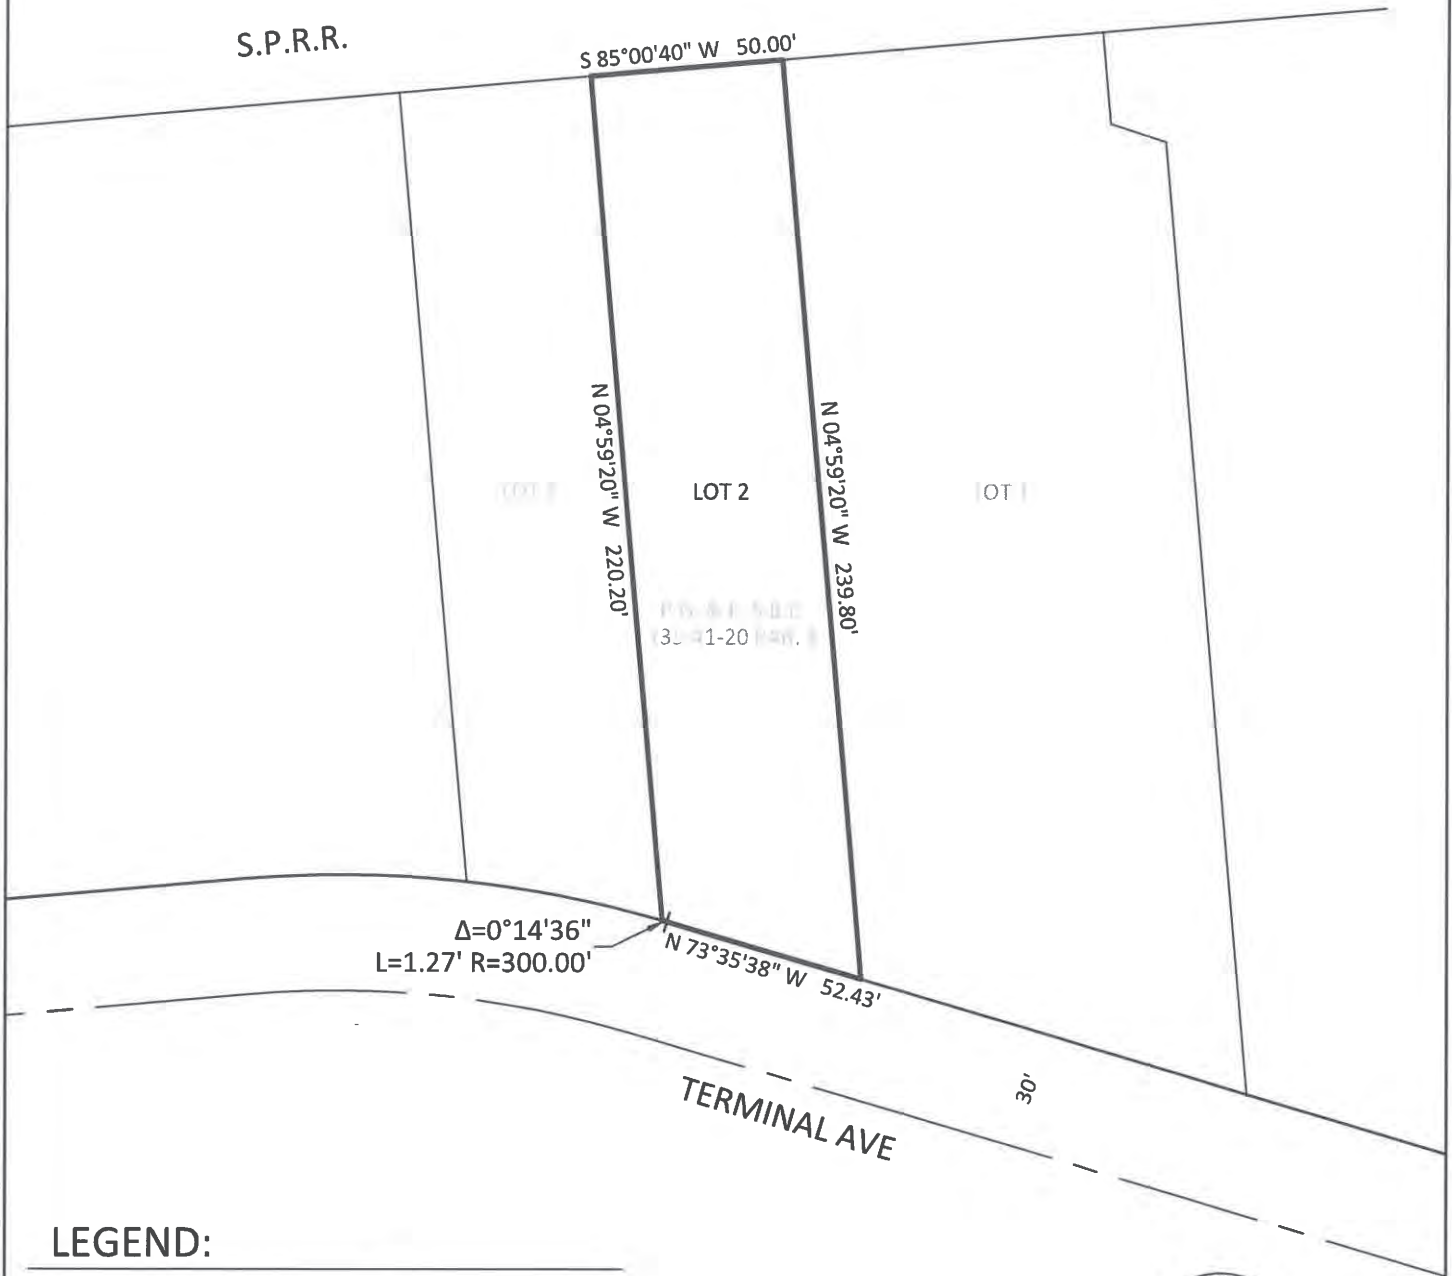 S.P.R.R.
S 85°00'40" W 50.00'
N 04°59'20" W 220.20'
LOT 2
N 04°59'20" W 239.80'
Δ=0°14'36"
L=1.27' R=300.00'
N 73°35'38" W 52.43'
30'
TERMINAL AVE
LEGEND: